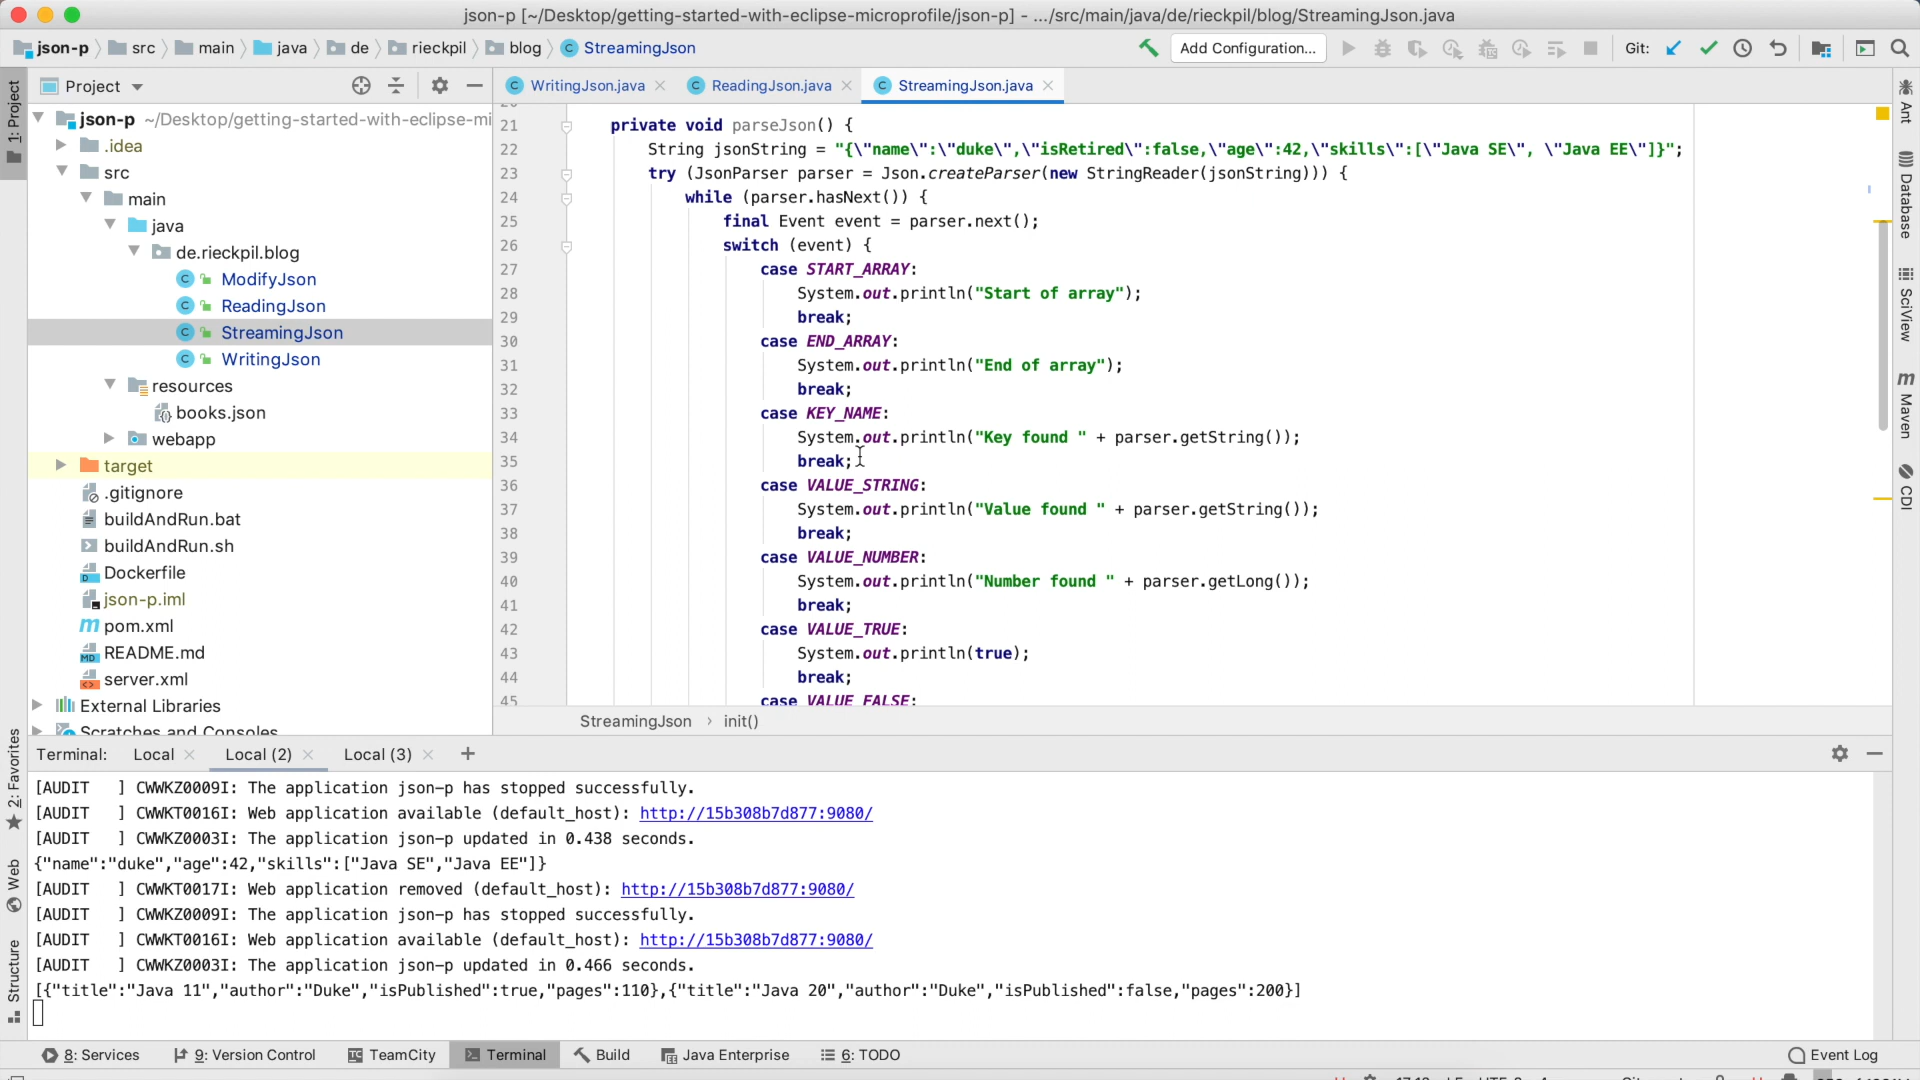 json-p [~/Desktop/getting-started-with-eclipse-microprofile/json-p] - .../src/main/java/de/rieckpil/blog/StreamingJson.java
json-p src main java de rieckpil blog StreamingJson Add Configuration... Git:
1: Project
Project
WritingJson.java ReadingJson.java StreamingJson.java
json-p ~/Desktop/getting-started-with-eclipse-mi
.idea
src
main
java
de.rieckpil.blog
ModifyJson
ReadingJson
StreamingJson
WritingJson
resources
books.json
webapp
target
.gitignore
buildAndRun.bat
buildAndRun.sh
Dockerfile
json-p.iml
pom.xml
README.md
server.xml
External Libraries
Scratches and Consoles
21 private void parseJson() {
22 String jsonString = "{\"name\":\"duke\",\"isRetired\":false,\"age\":42,\"skills\":[\"Java SE\", \"Java EE\"]}";
23 try (JsonParser parser = Json.createParser(new StringReader(jsonString))) {
24 while (parser.hasNext()) {
25 final Event event = parser.next();
26 switch (event) {
27 case START_ARRAY:
28 System.out.println("Start of array");
29 break;
30 case END_ARRAY:
31 System.out.println("End of array");
32 break;
33 case KEY_NAME:
34 System.out.println("Key found " + parser.getString());
35 break;
36 case VALUE_STRING:
37 System.out.println("Value found " + parser.getString());
38 break;
39 case VALUE_NUMBER:
40 System.out.println("Number found " + parser.getLong());
41 break;
42 case VALUE_TRUE:
43 System.out.println(true);
44 break;
45 case VALUE_FALSE:
StreamingJson init()
Ant
Database
SciView
m Maven
CDI
2: Favorites
Web
Structure
Terminal: Local Local (2) Local (3) +
[AUDIT ] CWWKZ0009I: The application json-p has stopped successfully.
[AUDIT ] CWWKT0016I: Web application available (default_host): http://15b308b7d877:9080/
[AUDIT ] CWWKZ0003I: The application json-p updated in 0.438 seconds.
{"name":"duke","age":42,"skills":["Java SE","Java EE"]}
[AUDIT ] CWWKT0017I: Web application removed (default_host): http://15b308b7d877:9080/
[AUDIT ] CWWKZ0009I: The application json-p has stopped successfully.
[AUDIT ] CWWKT0016I: Web application available (default_host): http://15b308b7d877:9080/
[AUDIT ] CWWKZ0003I: The application json-p updated in 0.466 seconds.
[{"title":"Java 11","author":"Duke","isPublished":true,"pages":110},{"title":"Java 20","author":"Duke","isPublished":false,"pages":200}]
8: Services 9: Version Control TeamCity Terminal Build Java Enterprise 6: TODO Event Log